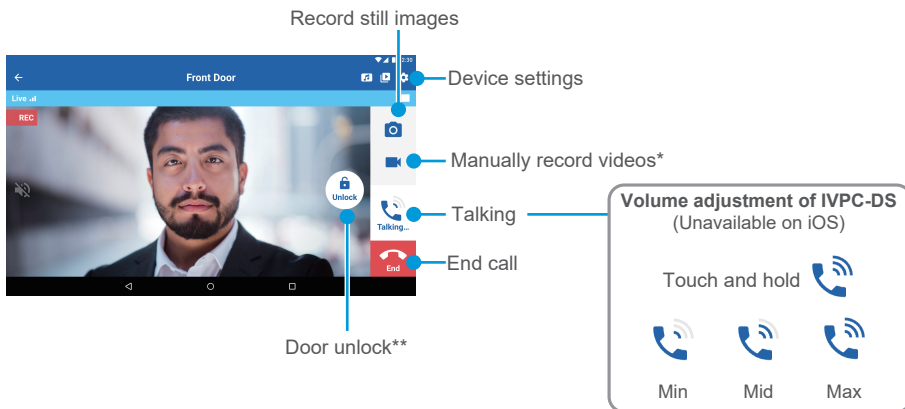 Record still images
2:30
Front Door
Device settings
Live
REC
Manually record videos*
Unlock
Talking...
Talking
End
End call
Door unlock**
Volume adjustment of IVPC-DS
(Unavailable on iOS)
Touch and hold
Min Mid Max